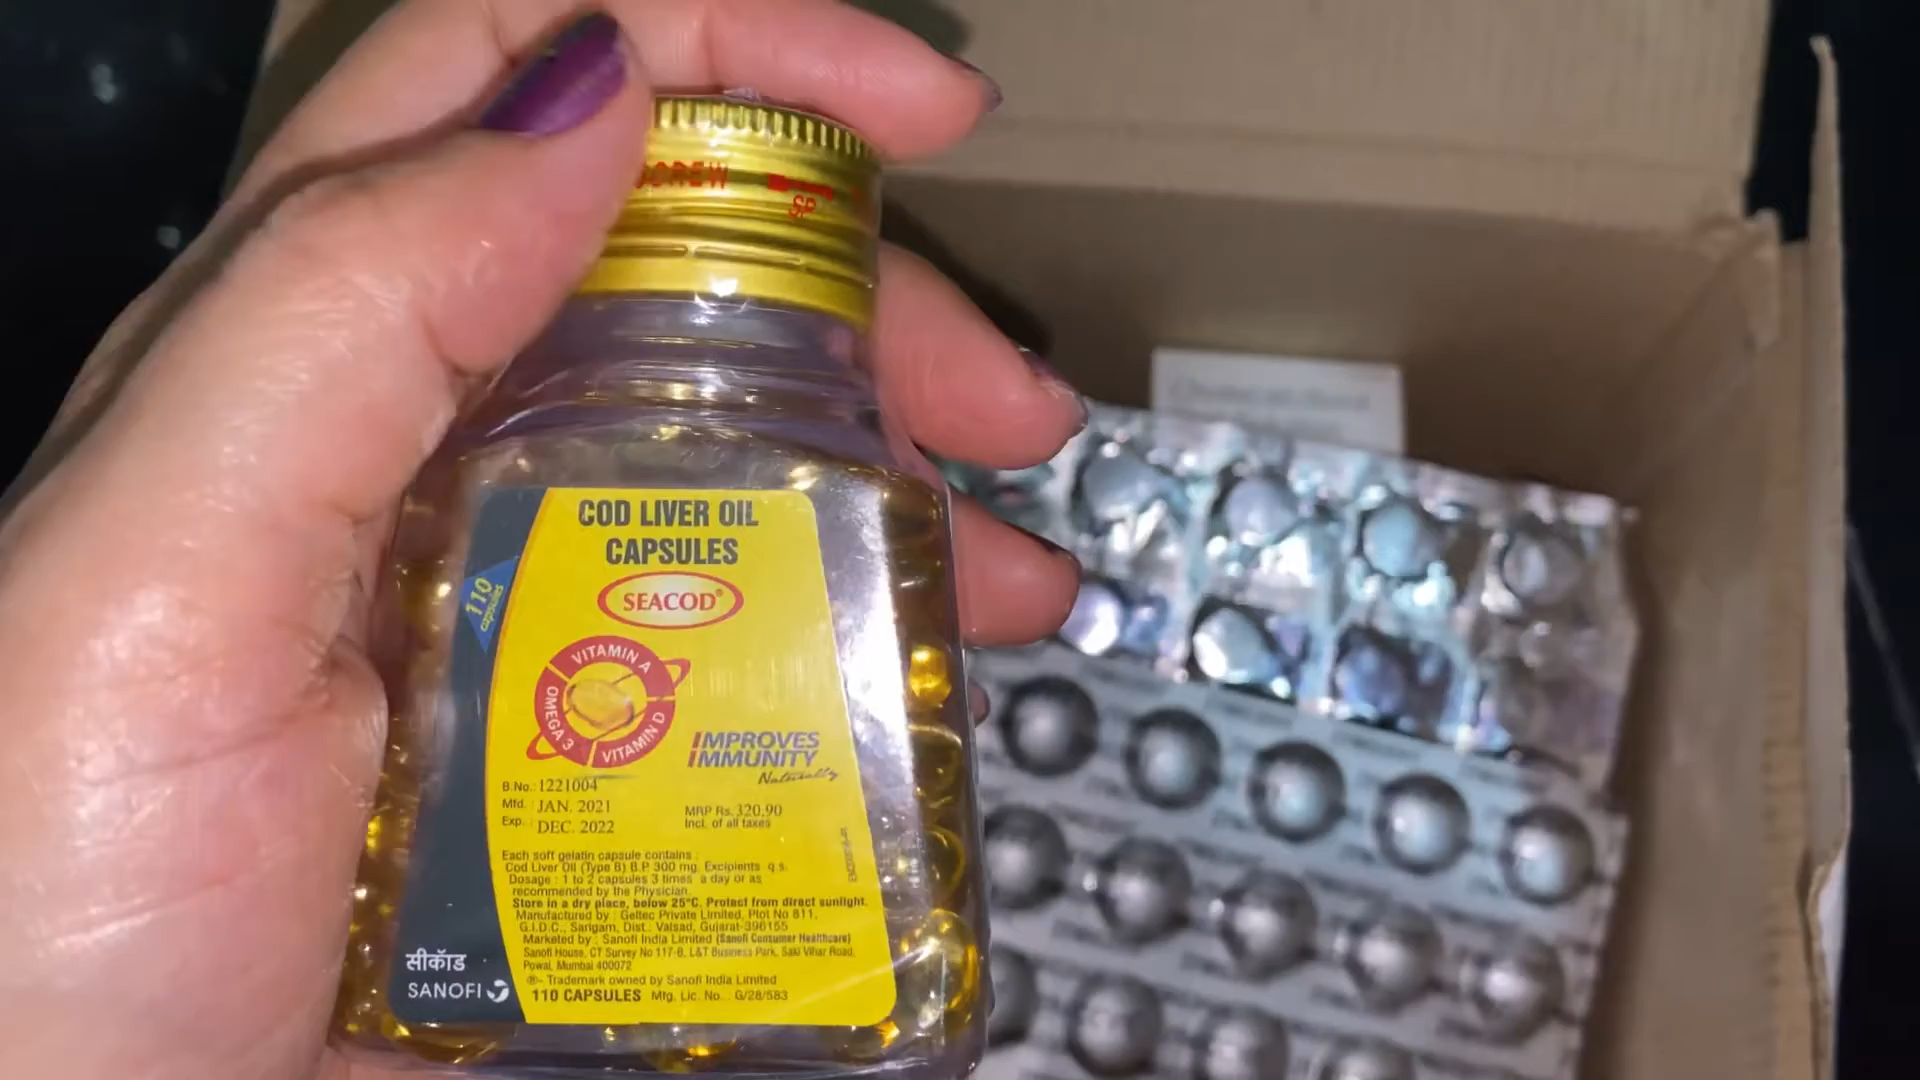 SCREW
SP
COD LIVER OIL
CAPSULES
SEACOD®
110
capsules
VITAMIN A
OMEGA 3
VITAMIN D
IMPROVES
IMMUNITY
Naturally
B.No.: 1221004
Mfd. JAN. 2021
Exp. DEC. 2022
MRP Rs. 320.90
Incl. of all taxes
Each soft gelatin capsule contains :
Cod Liver Oil (Type B) B.P. 300 mg. Excipients q.s.
Dosage : 1 to 2 capsules 3 times a day or as
recommended by the Physician.
Store in a dry place, below 25°C. Protect from direct sunlight.
Manufactured by : Geltec Private Limited, Plot No 811,
G.I.D.C., Sarigam, Dist.: Valsad, Gujarat-396155
Marketed by : Sanofi India Limited (Sanofi Consumer Healthcare)
Sanofi House, CT Survey No 117-B, L&T Business Park, Saki Vihar Road,
Powai, Mumbai 400072
®- Trademark owned by Sanofi India Limited
110 CAPSULES Mfg. Lic. No.: G/28/583
सीकॉड
SANOFI